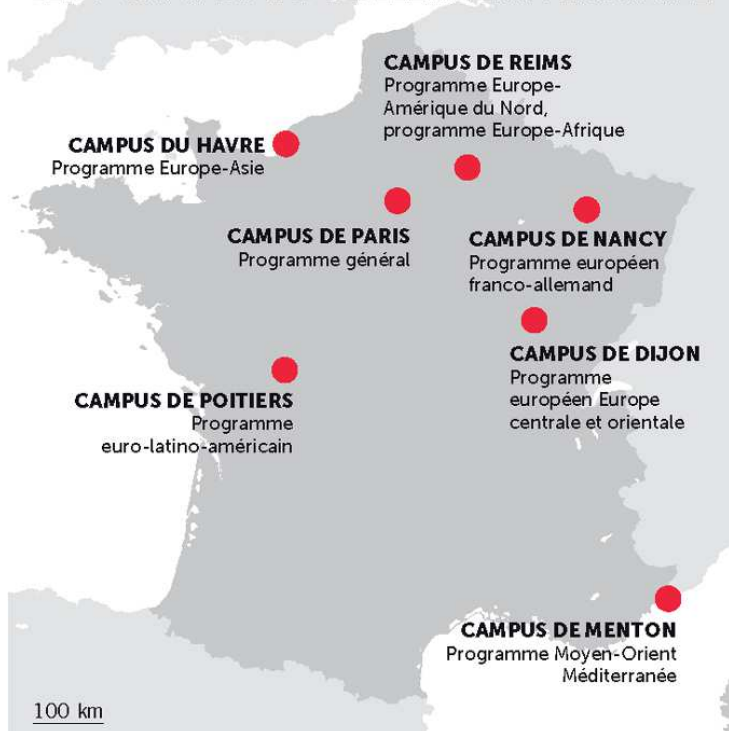 CAMPUS DE REIMS
Programme Europe-
Amérique du Nord,
programme Europe-Afrique
CAMPUS DU HAVRE
Programme Europe-Asie
CAMPUS DE PARIS
Programme général
CAMPUS DE NANCY
Programme européen
franco-allemand
CAMPUS DE DIJON
Programme
européen Europe
centrale et orientale
CAMPUS DE POITIERS
Programme
euro-latino-américain
CAMPUS DE MENTON
Programme Moyen-Orient
Méditerranée
100 km